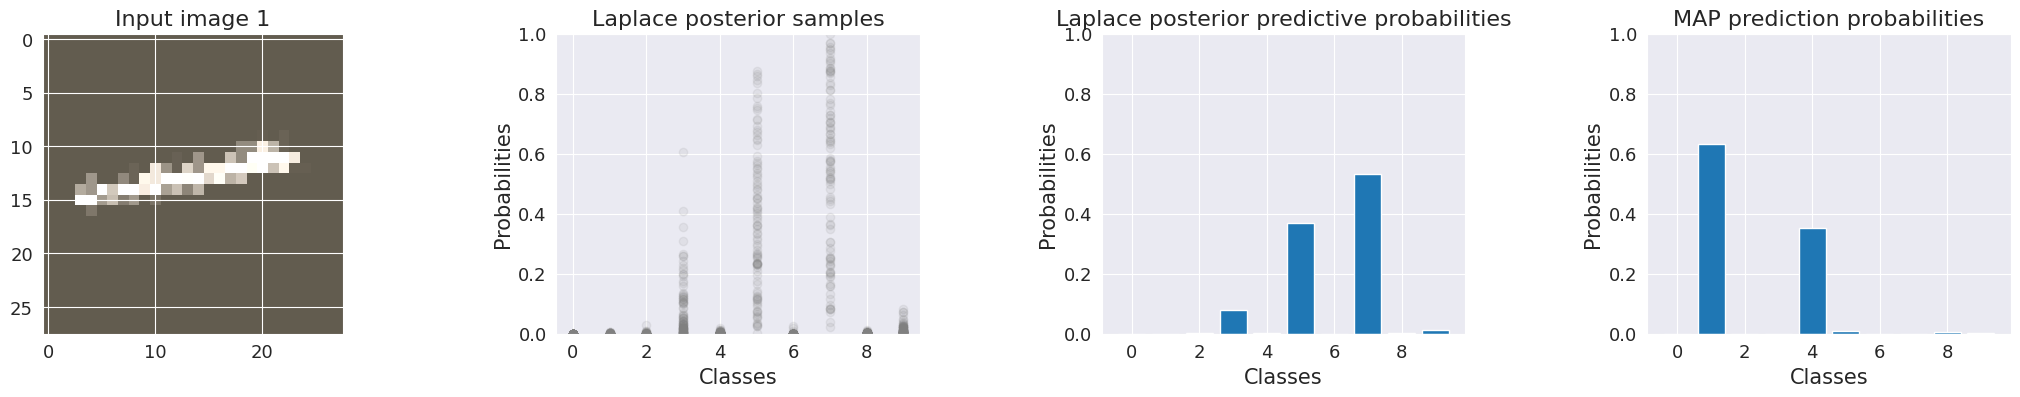 Input image 1
0
5
10
15
20
25
0 10 20
Laplace posterior samples
Probabilities
1.0
0.8
0.6
0.4
0.2
0.0
0 2 4 6 8
Classes
Laplace posterior predictive probabilities
Probabilities
1.0
0.8
0.6
0.4
0.2
0.0
0 2 4 6 8
Classes
MAP prediction probabilities
Probabilities
1.0
0.8
0.6
0.4
0.2
0.0
0 2 4 6 8
Classes